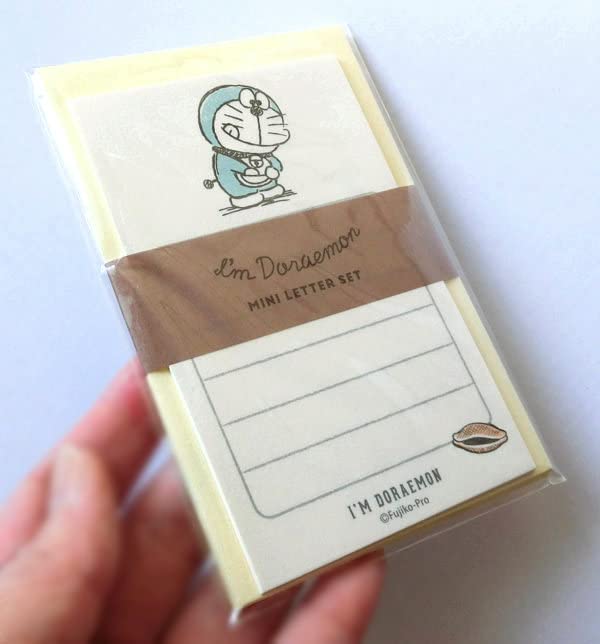 I'm Doraemon
MINI LETTER SET
I'M DORAEMON
©Fujiko-Pro